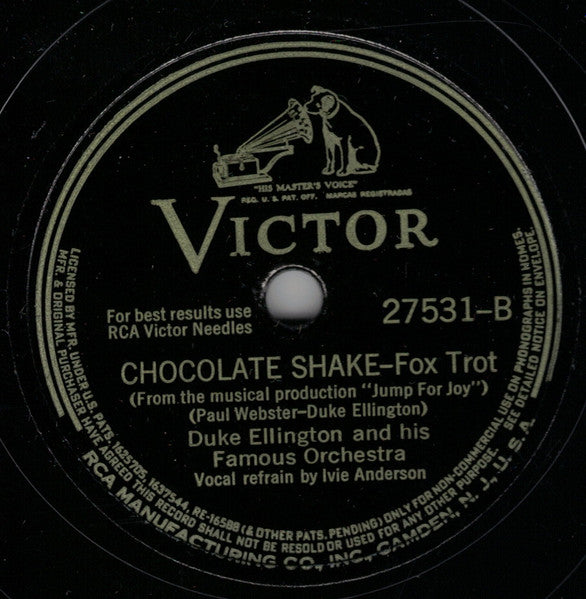 "HIS MASTER'S VOICE"
REG. U.S. PAT. OFF. MARCAS REGISTRADAS
VICTOR
For best results use
RCA Victor Needles
27531-B
CHOCOLATE SHAKE-Fox Trot
(From the musical production "Jump For Joy")
(Paul Webster-Duke Ellington)
Duke Ellington and his
Famous Orchestra
Vocal refrain by Ivie Anderson
LICENSED BY MFR. UNDER U.S. PATS. 1625705, 1637544, RE-16588 (& OTHER PATS. PENDING) ONLY FOR NON-COMMERCIAL USE ON PHONOGRAPHS IN HOMES.
MFR. & ORIGINAL PURCHASER HAVE AGREED THIS RECORD SHALL NOT BE RESOLD OR USED FOR ANY OTHER PURPOSE. SEE DETAILED NOTICE ON ENVELOPE.
RCA MANUFACTURING CO., INC., CAMDEN, N. J., U. S. A.